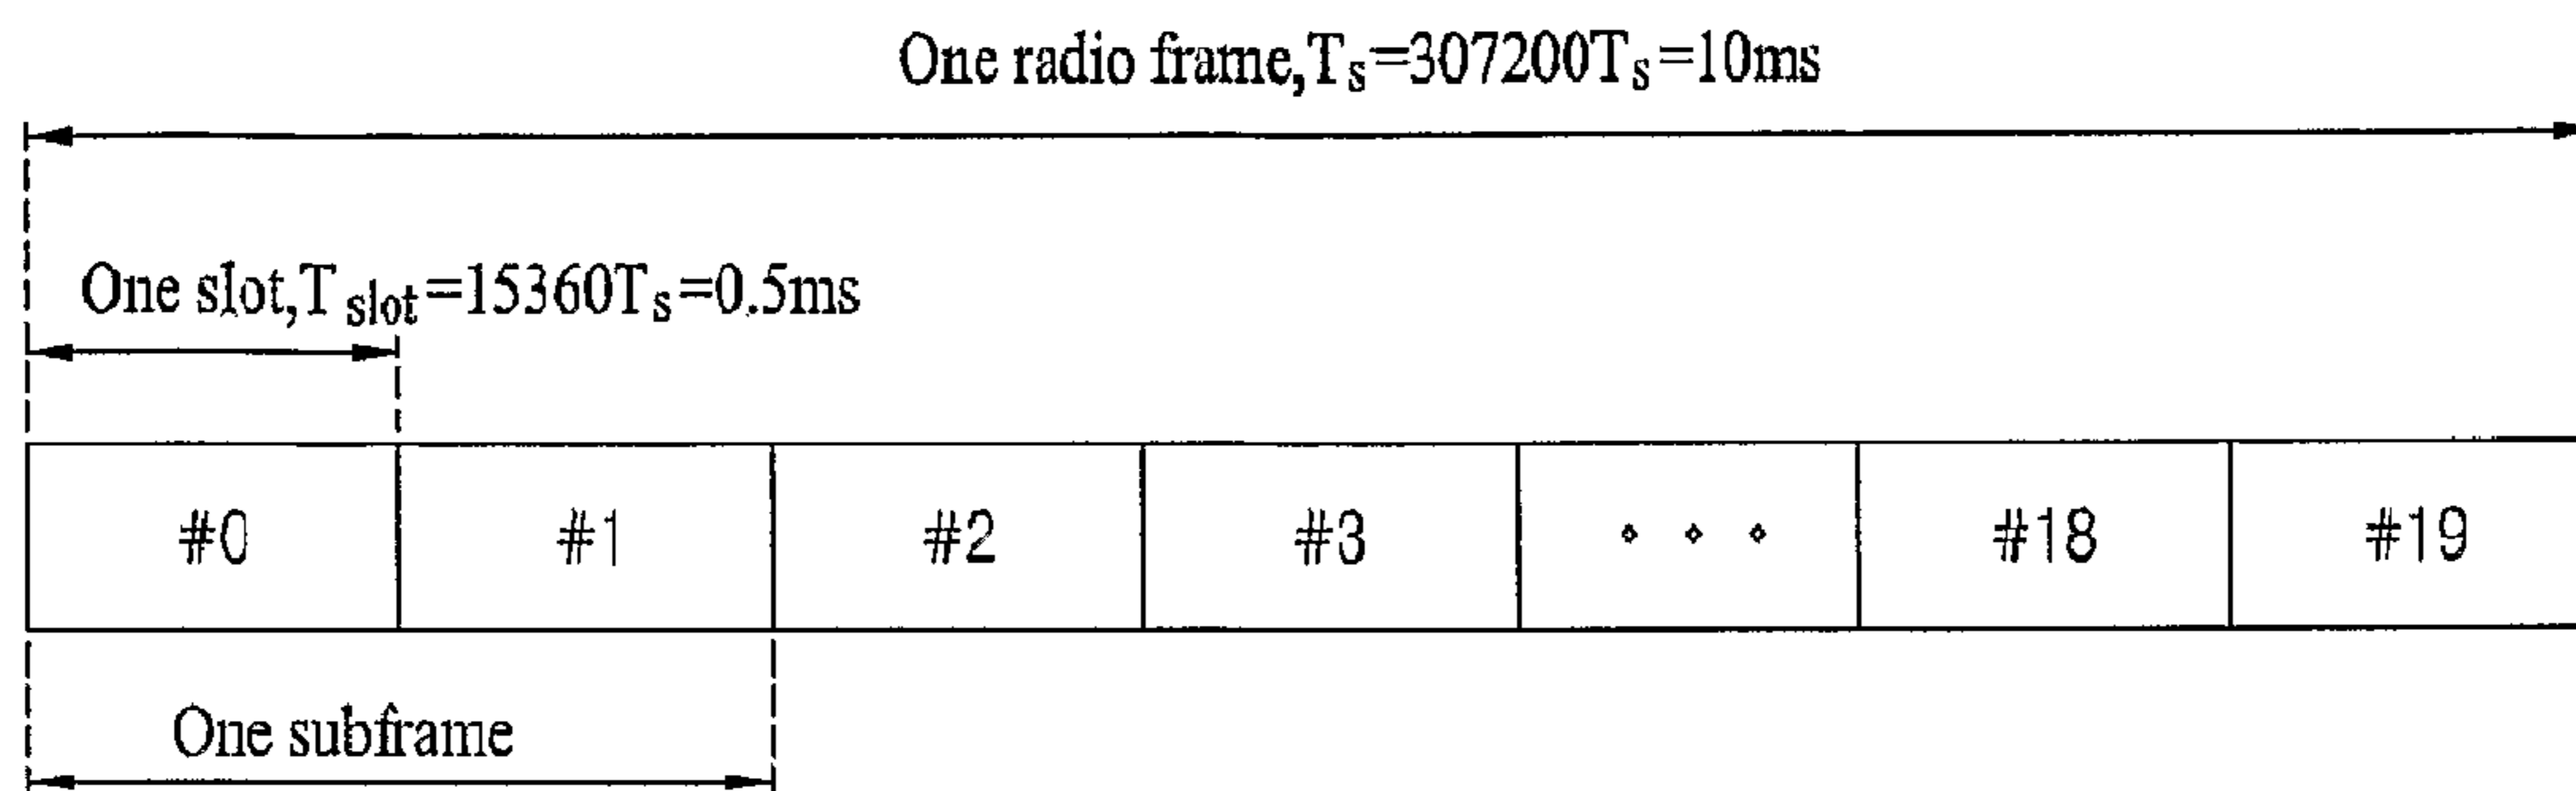 One radio frame,Ts=307200Ts=10ms
One slot,Tslot=15360Ts=0.5ms
#0 #1 #2 #3 #18 #19
One subframe